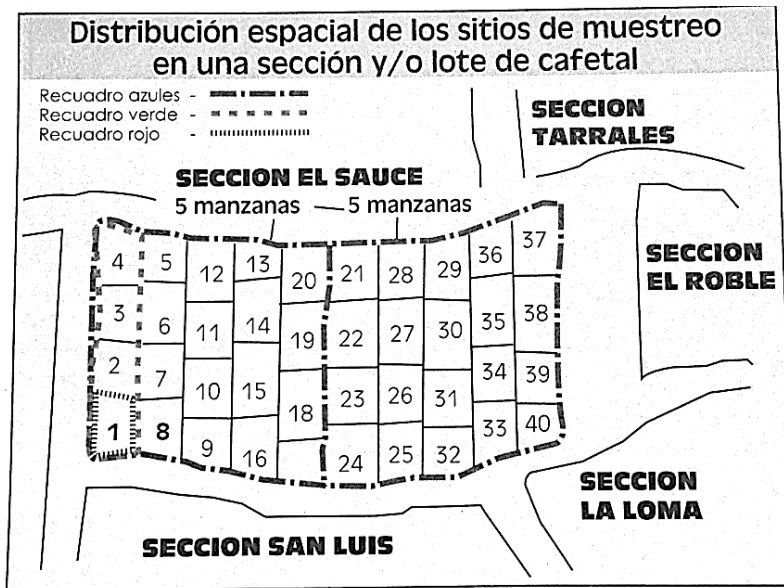 Distribución espacial de los sitios de muestreo
en una sección y/o lote de cafetal
Recuadro azules -
Recuadro verde -
Recuadro rojo -
SECCION
TARRALES
SECCION EL SAUCE
5 manzanas 5 manzanas
SECCION
EL ROBLE
4 5 12 13 20 21 28 29 36 37
3 6 11 14 19 22 27 30 35 38
2 7 10 15 18 23 26 31 34 39
1 8 9 16 24 25 32 33 40
SECCION
LA LOMA
SECCION SAN LUIS